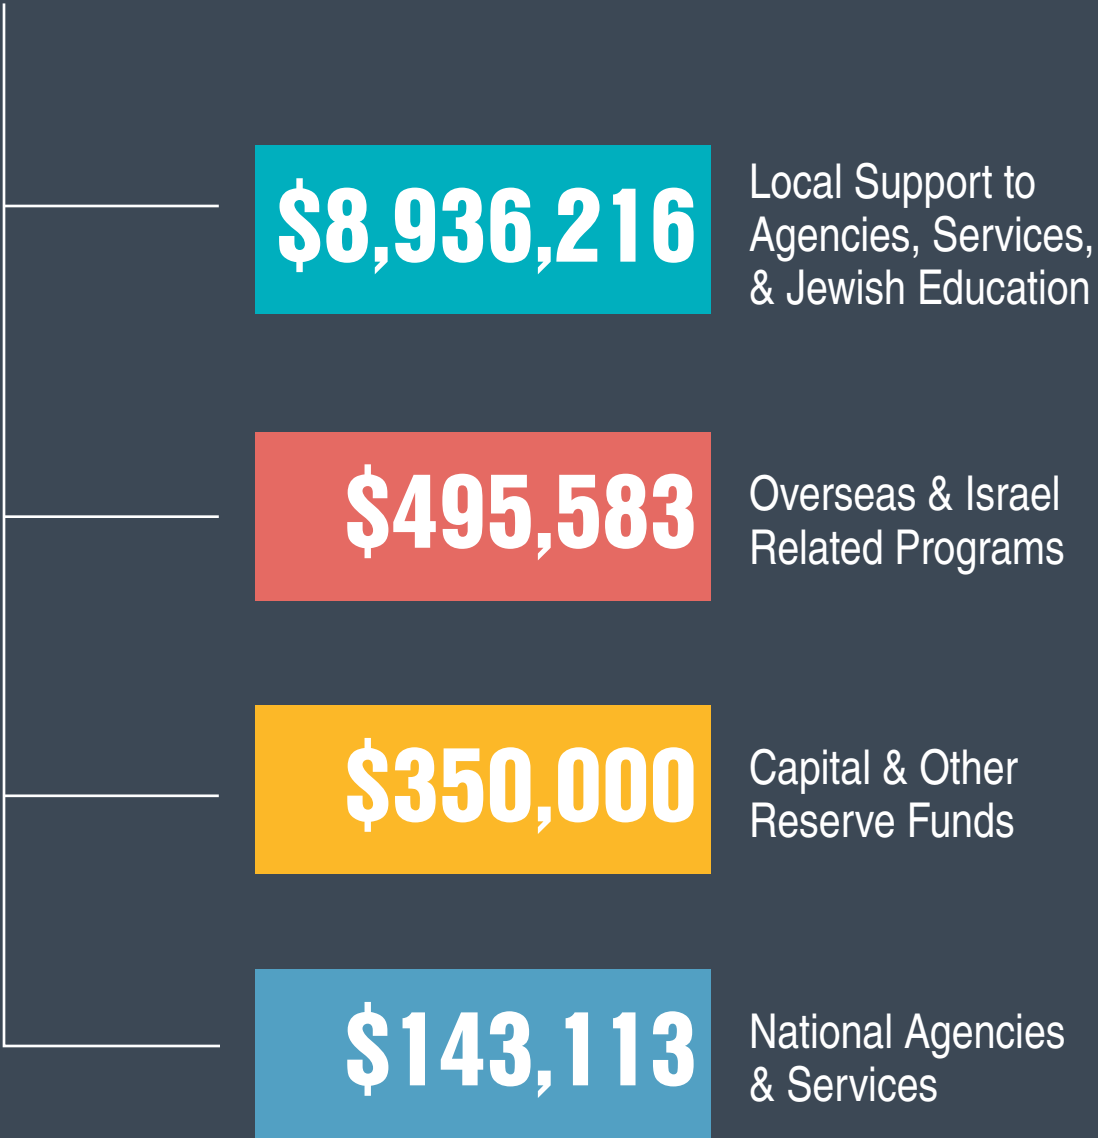 $8,936,216
Local Support to
Agencies, Services,
& Jewish Education
$495,583
Overseas & Israel
Related Programs
$350,000
Capital & Other
Reserve Funds
$143,113
National Agencies
& Services